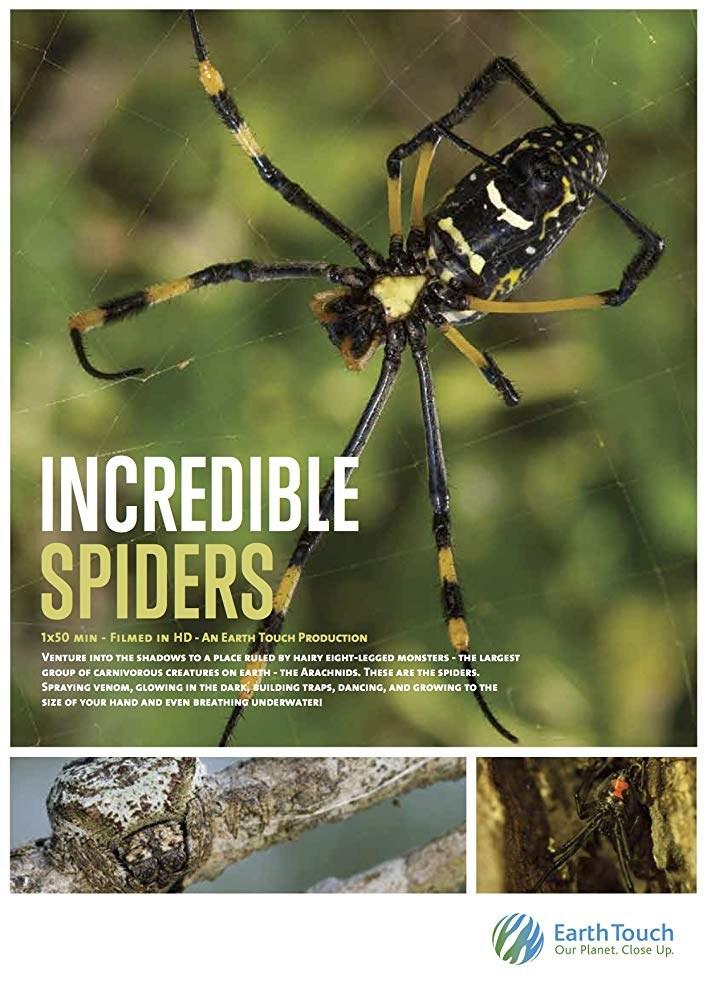 INCREDIBLE
SPIDERS
1x50 min - Filmed in HD - An Earth Touch Production
Venture into the shadows to a place ruled by hairy eight-legged monsters - the largest
group of carnivorous creatures on earth - the Arachnids. These are the spiders.
Spraying venom, glowing in the dark, building traps, dancing, and growing to the
size of your hand and even breathing underwater!
Earth Touch
Our Planet. Close Up.